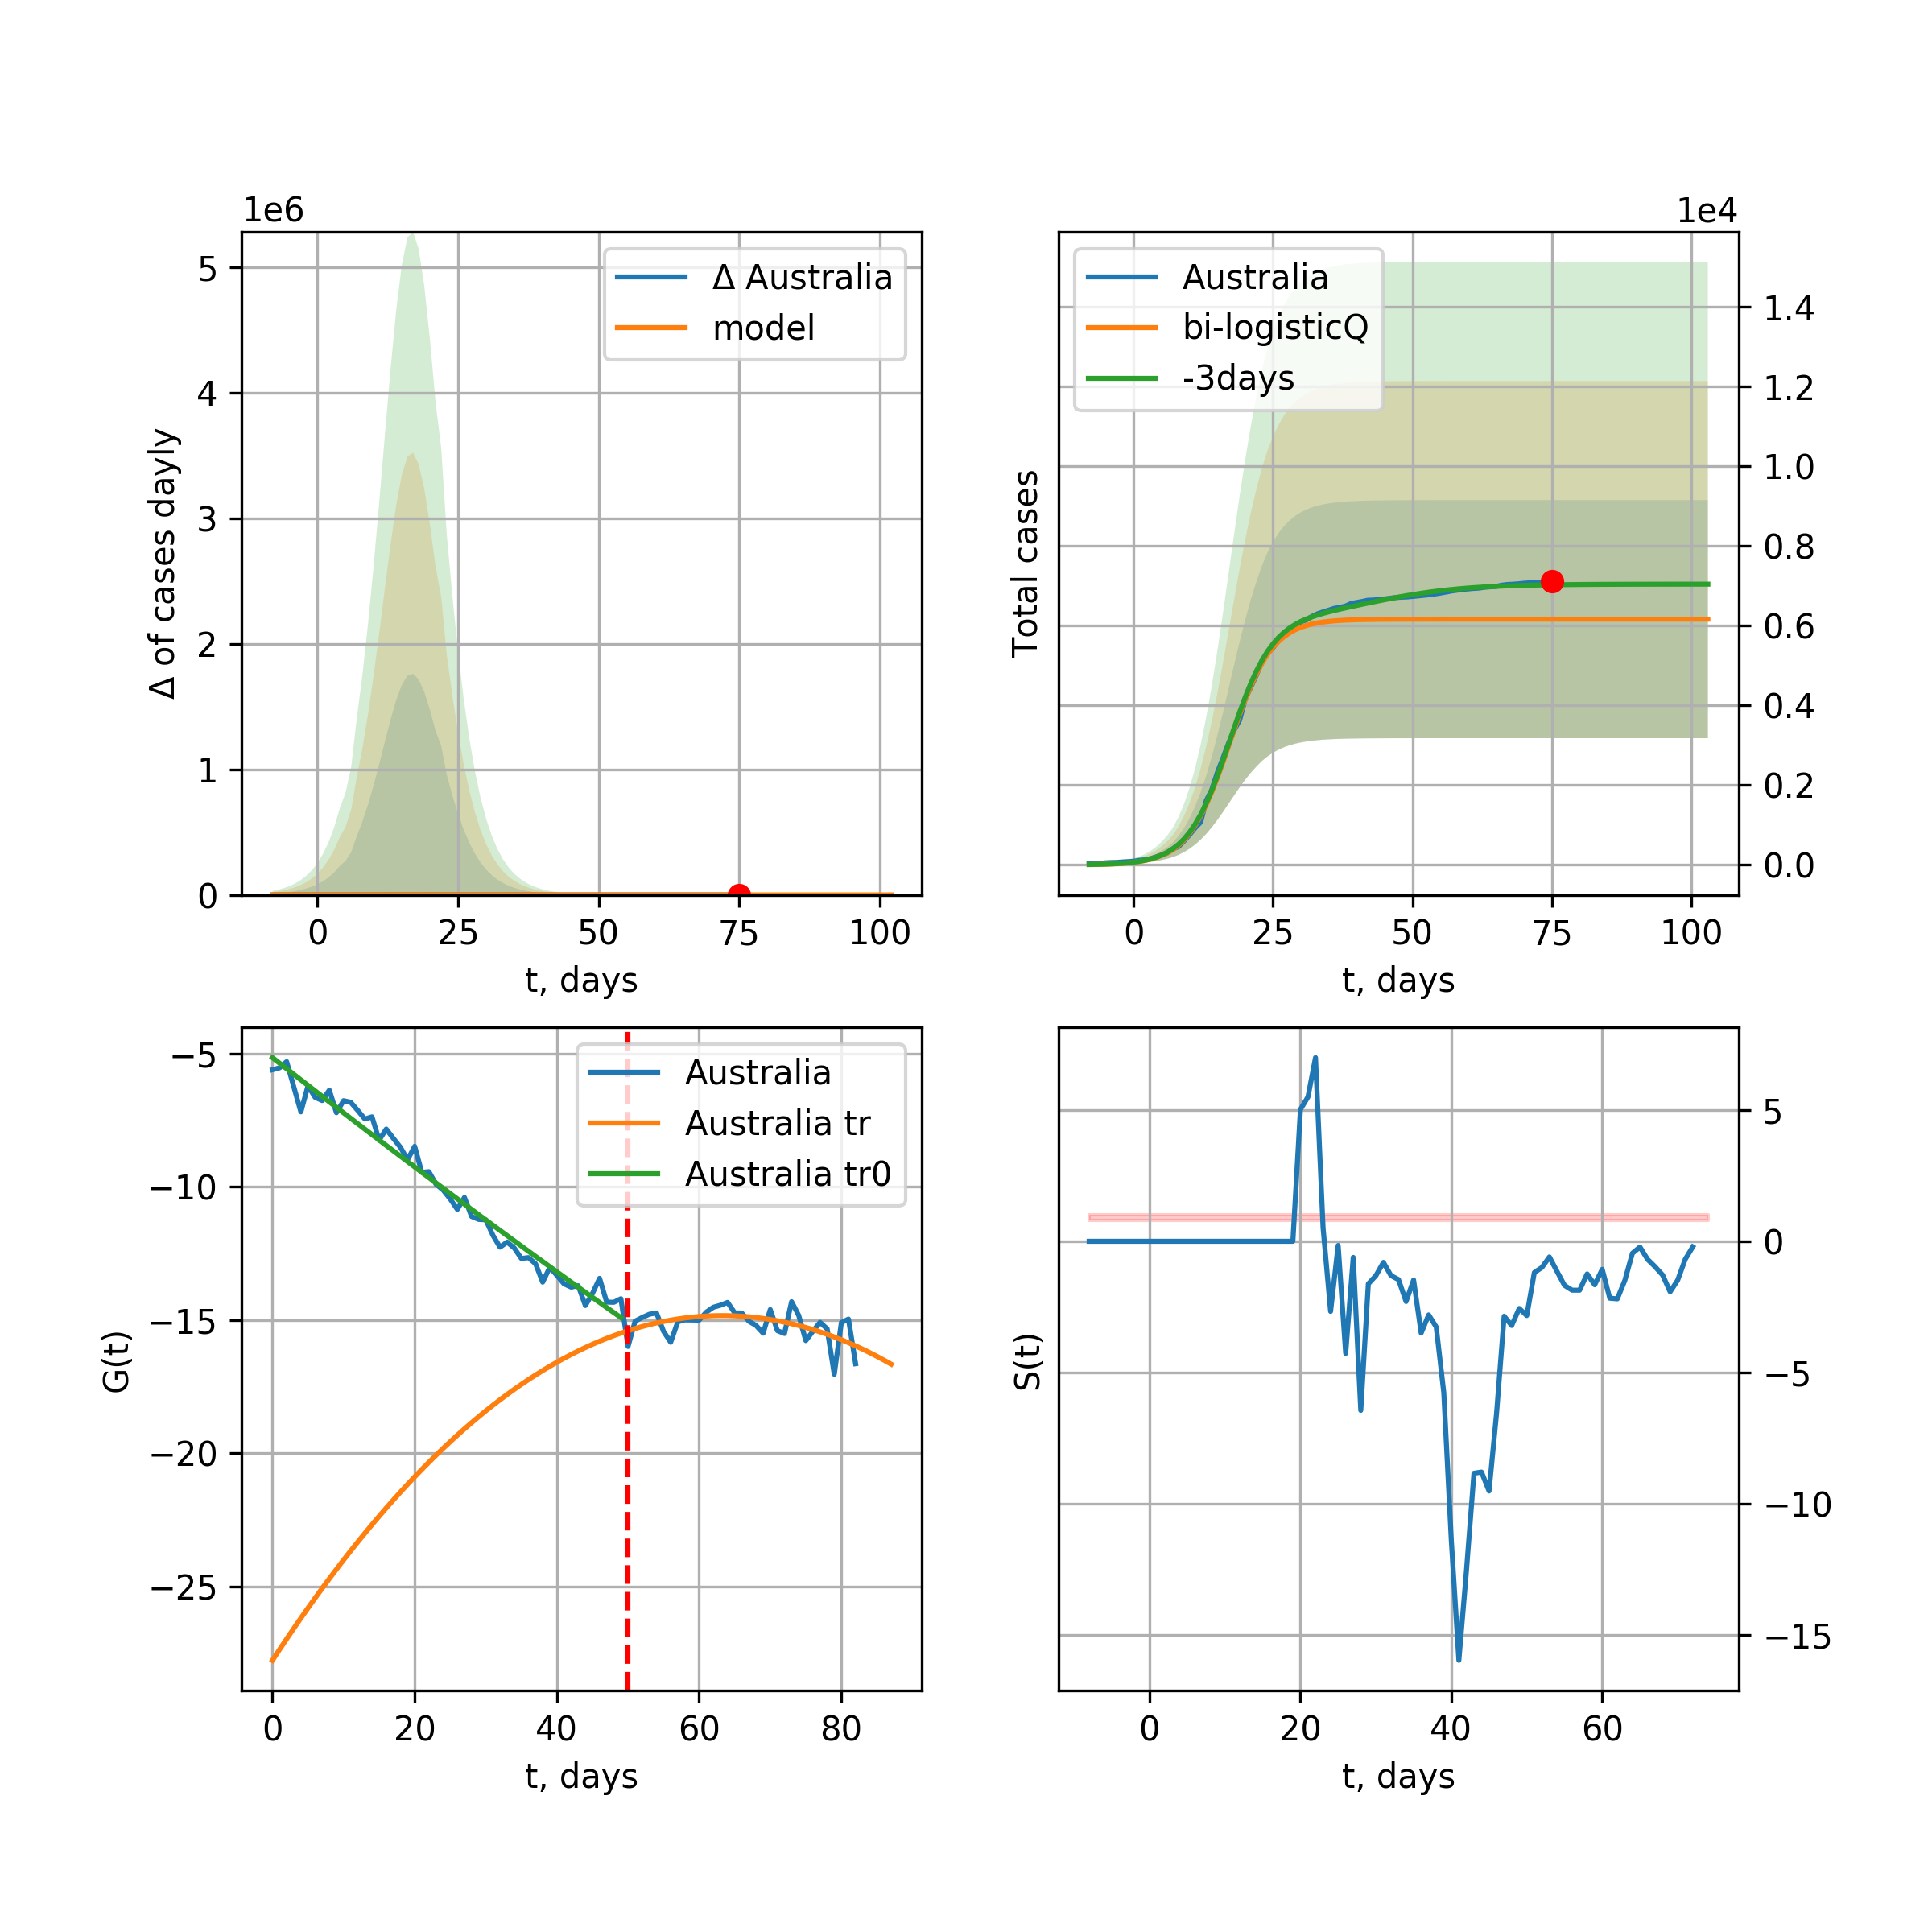 1e6
Δ of cases dayly
5
4
3
2
1
0
Δ Australia
model
0 25 50 75 100
t, days
1e4
Total cases
Australia
bi-logisticQ
-3days
1.4
1.2
1.0
0.8
0.6
0.4
0.2
0.0
0 25 50 75 100
t, days
G(t)
−5
−10
−15
−20
−25
Australia
Australia tr
Australia tr0
0 20 40 60 80
t, days
S(t)
5
0
−5
−10
−15
0 20 40 60
t, days